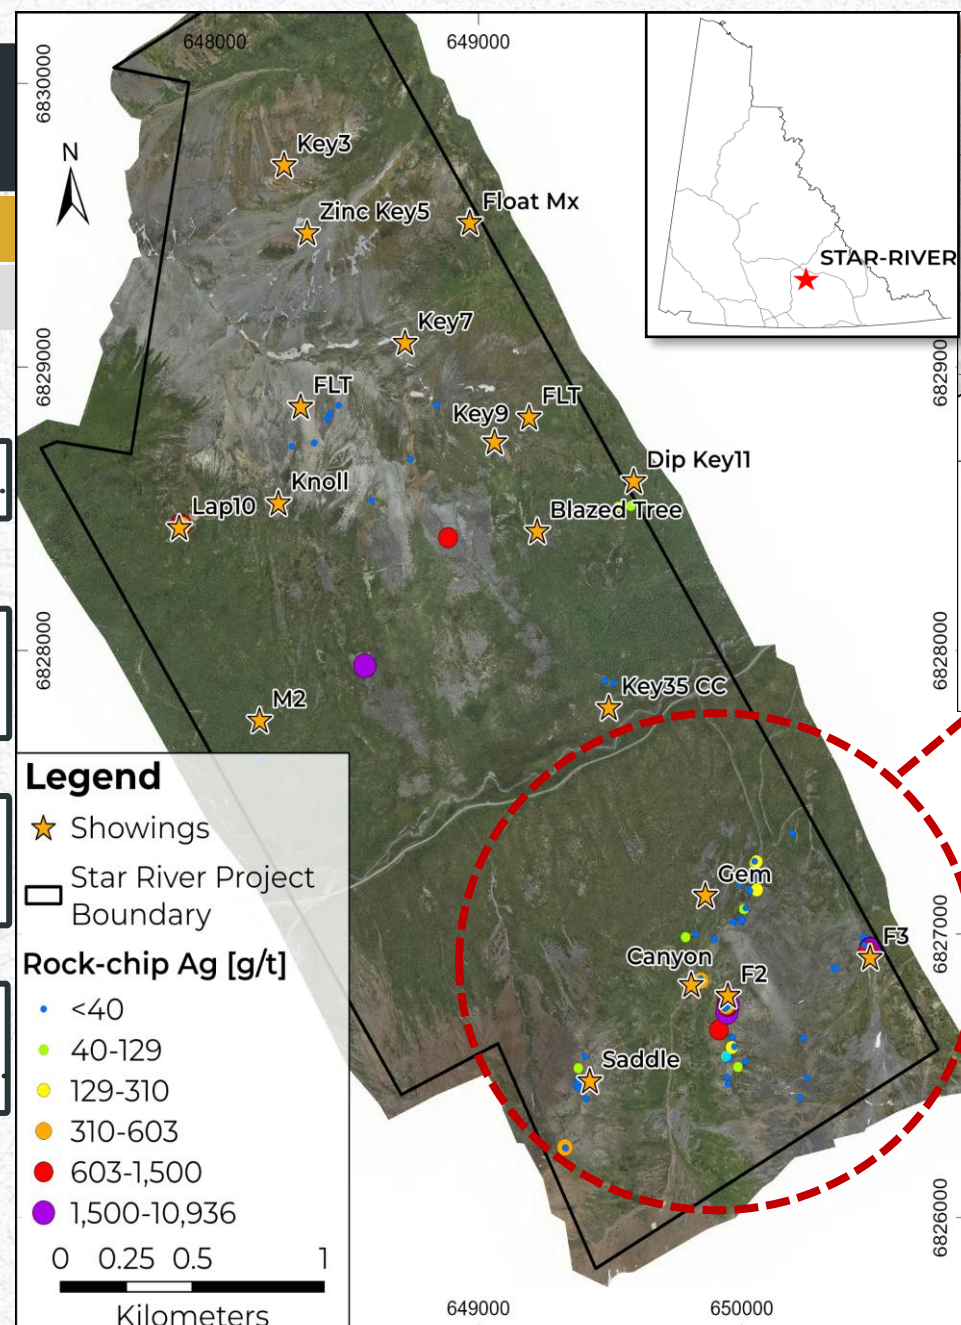 648000
649000
6830000
N
Key3
Float Mx
Zinc Key5
STAR-RIVER
Key7
6829000
682900
FLT
FLT
Key9
Dip Key11
Knoll
Lap10
Blazed Tree
6828000
6828000
Key35 CC
M2
Legend
Showings
Star River Project
Boundary
Rock-chip Ag [g/t]
<40
40-129
129-310
310-603
603-1,500
1,500-10,936
0 0.25 0.5 1
Kilometers
Gem
F3
6827000
Canyon
F2
Saddle
6826000
649000
650000